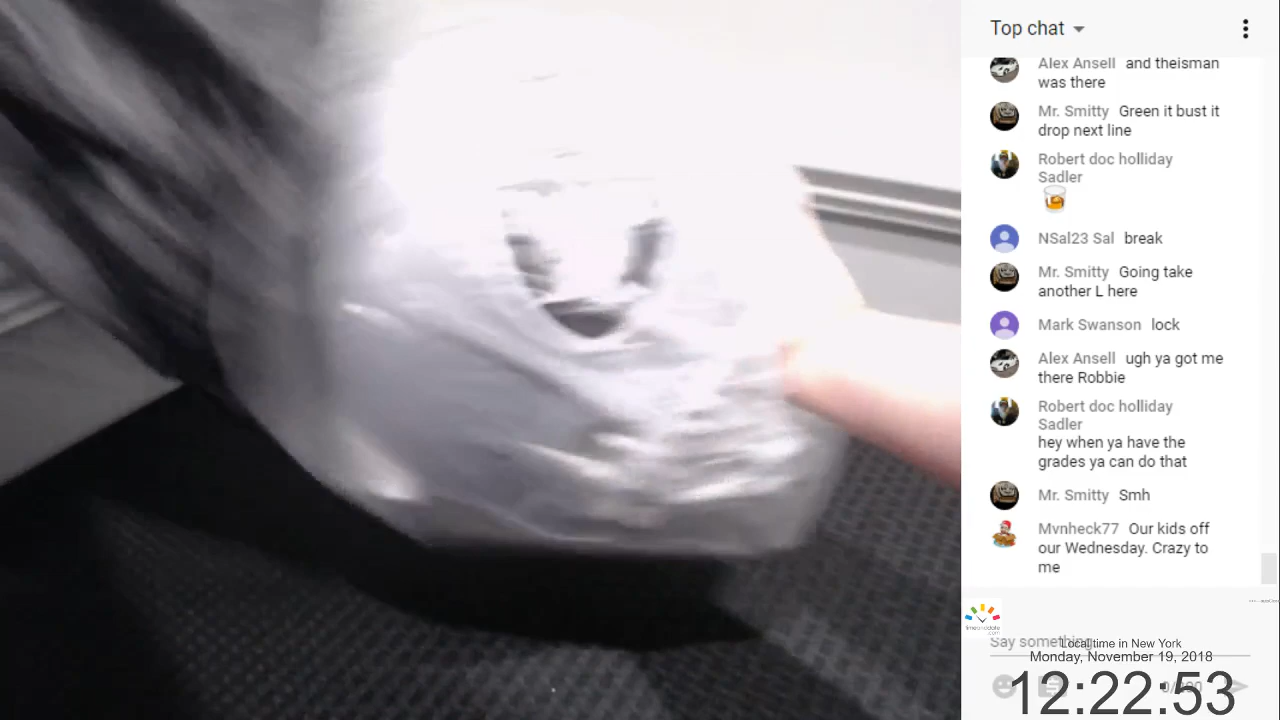 Top chat
Alex Ansell and theisman
was there
Mr. Smitty Green it bust it
drop next line
Robert doc holliday
Sadler
NSal23 Sal break
Mr. Smitty Going take
another L here
Mark Swanson lock
Alex Ansell ugh ya got me
there Robbie
Robert doc holliday
Sadler
hey when ya have the
grades ya can do that
Mr. Smitty Smh
Mvnheck77 Our kids off
our Wednesday. Crazy to
me
timeanddate
.com
Say something
Local time in New York
Monday, November 19, 2018
12:22:53